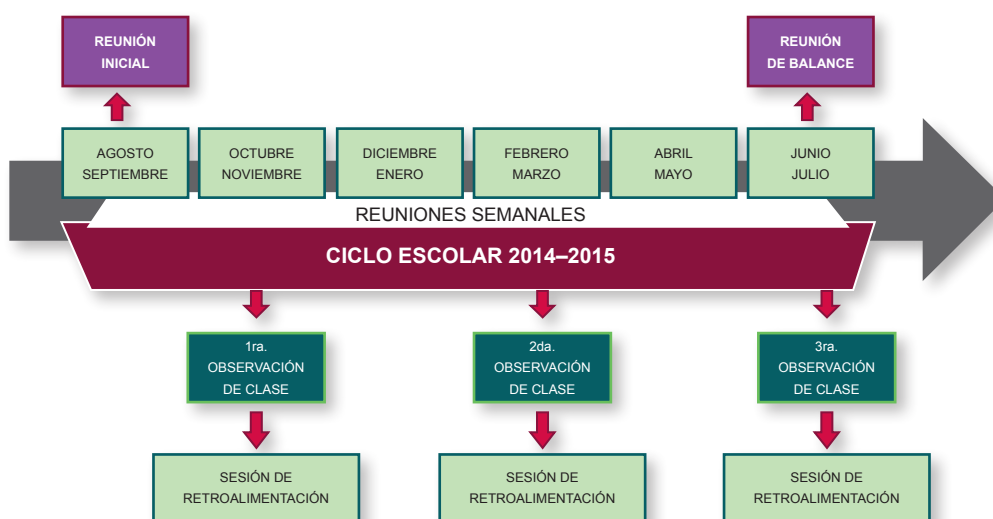 REUNIÓN
INICIAL
REUNIÓN
DE BALANCE
AGOSTO
SEPTIEMBRE
OCTUBRE
NOVIEMBRE
DICIEMBRE
ENERO
FEBRERO
MARZO
ABRIL
MAYO
JUNIO
JULIO
REUNIONES SEMANALES
CICLO ESCOLAR 2014–2015
1ra.
OBSERVACIÓN
DE CLASE
2da.
OBSERVACIÓN
DE CLASE
3ra.
OBSERVACIÓN
DE CLASE
SESIÓN DE
RETROALIMENTACIÓN
SESIÓN DE
RETROALIMENTACIÓN
SESIÓN DE
RETROALIMENTACIÓN